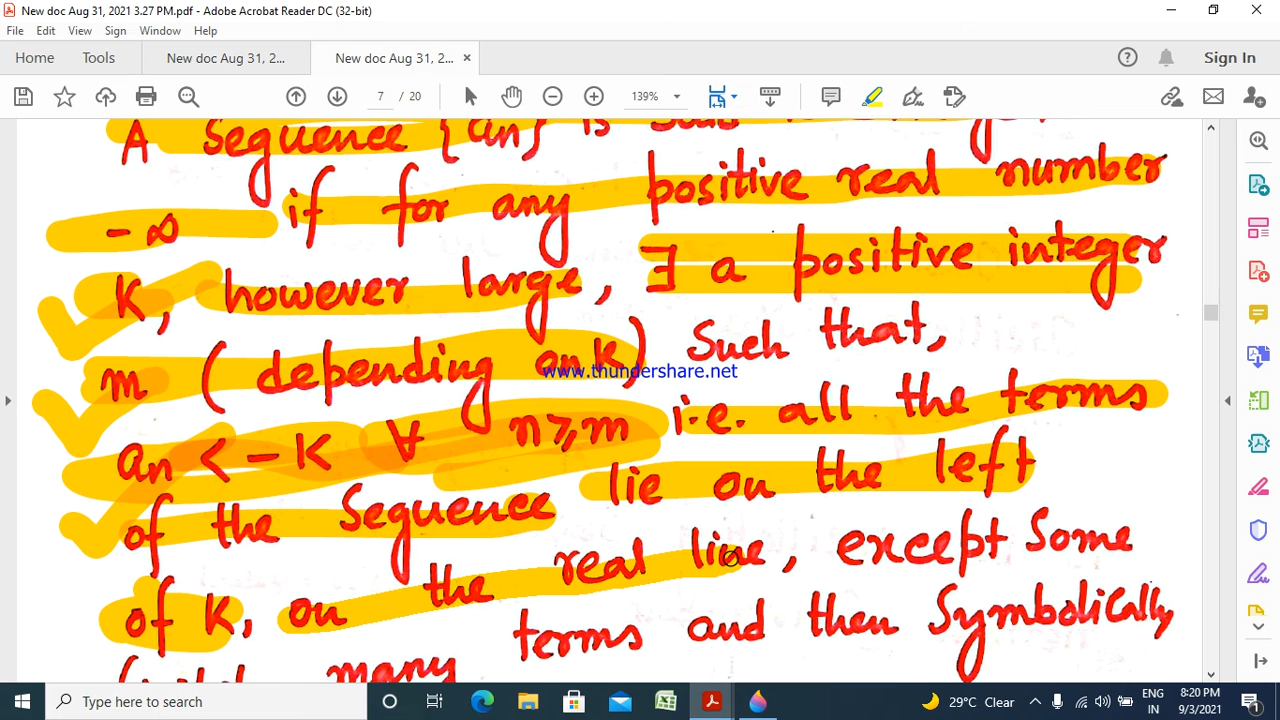 New doc Aug 31, 2021 3.27 PM.pdf - Adobe Acrobat Reader DC (32-bit)
File Edit View Sign Window Help
Home Tools New doc Aug 31, 2... New doc Aug 31, 2... × Sign In
7 / 20 139%
A Sequence {an} is
if for any positive real number
- ∞
K, however large, ∃ a positive integer
m (depending on K) Such that,
an < - K ∀ n ≥ m i.e. all the terms
of the Sequence lie on the left
of K, on the real line, except Some
many terms and then Symbolically
www.thundershare.net
Type here to search
29°C Clear ENG IN 8:20 PM 9/3/2021 1